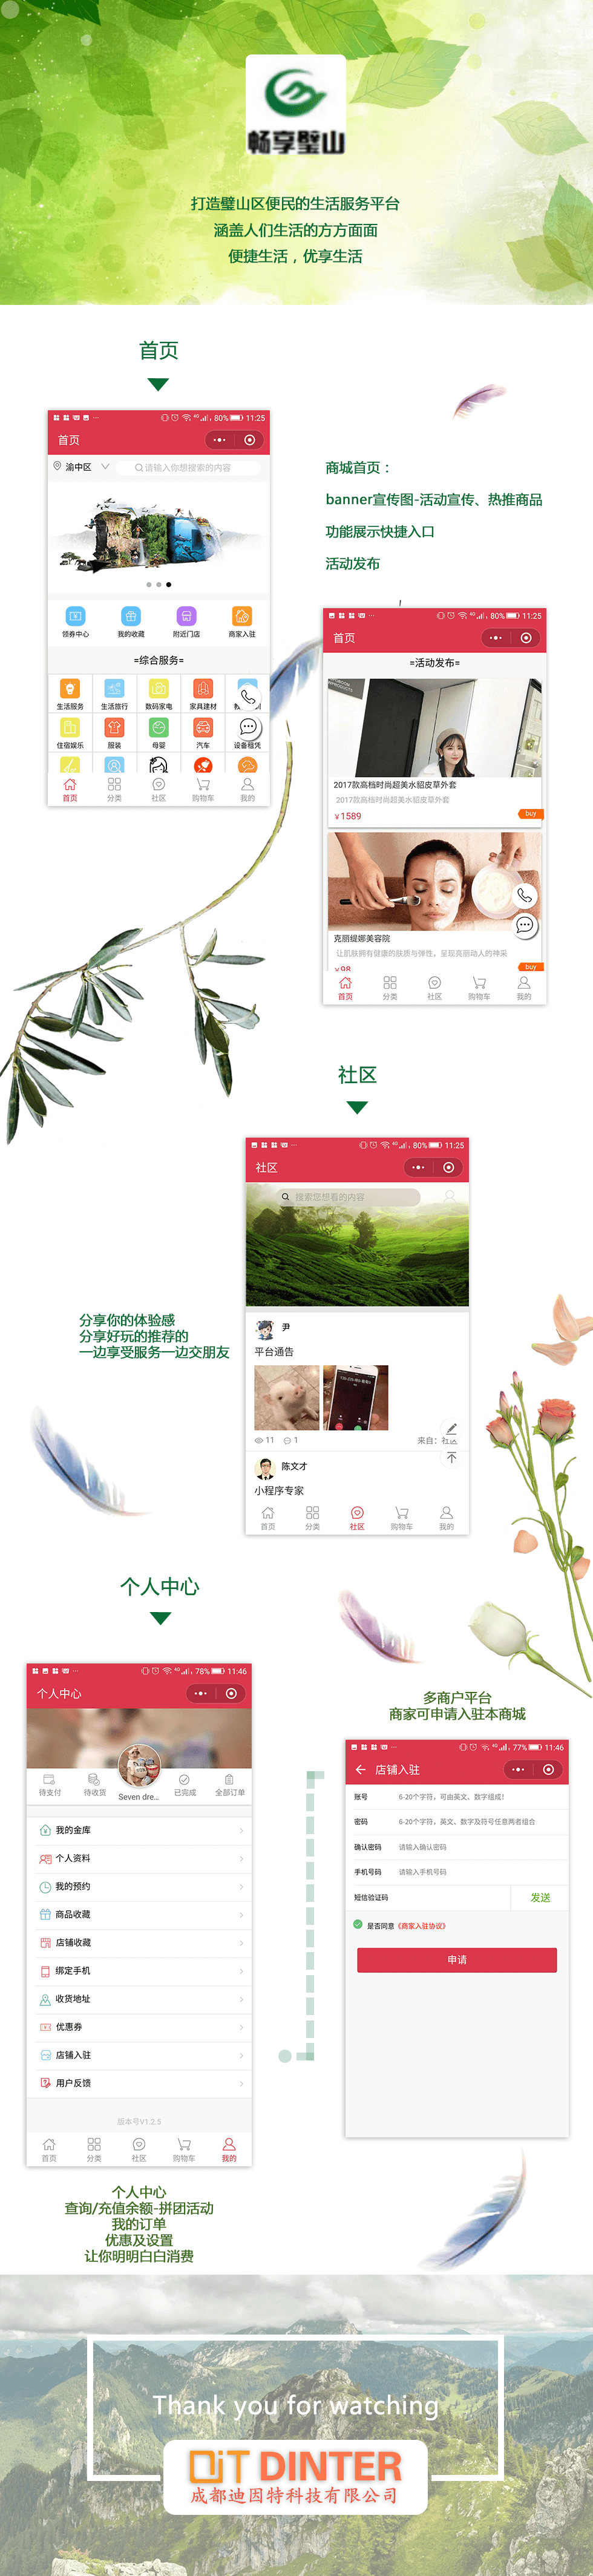 畅享璧山
打造璧山区便民的生活服务平台
涵盖人们生活的方方面面
便捷生活，优享生活
首页
80% 11:25
首页
渝中区 请输入你想搜索的内容
领券中心 我的收藏 附近门店 商家入驻
=综合服务=
生活服务 生活旅行 数码家电 家具建材
住宿娱乐 服装 母婴 汽车 设备租凭
首页 分类 社区 购物车 我的
商城首页：
banner宣传图-活动宣传、热推商品
功能展示快捷入口
活动发布
80% 11:25
首页
=活动发布=
2017款高档时尚超美水貂皮草外套
2017款高档时尚超美水貂皮草外套
￥1589 buy
克丽缇娜美容院
让肌肤拥有健康的肤质与弹性，呈现亮丽动人的神采
￥98 buy
首页 分类 社区 购物车 我的
社区
80% 11:25
社区
搜索您想看的内容
尹
平台通告
11 1 来自：社区
陈文才
小程序专家
首页 分类 社区 购物车 我的
分享你的体验感
分享好玩的推荐的
一边享受服务一边交朋友
个人中心
78% 11:46
个人中心
待支付 待收货 Seven dre... 已完成 全部订单
我的金库
个人资料
我的预约
商品收藏
店铺收藏
绑定手机
收货地址
优惠券
店铺入驻
用户反馈
版本号V1.2.5
首页 分类 社区 购物车 我的
多商户平台
商家可申请入驻本商城
77% 11:46
店铺入驻
账号 6-20个字符，可由英文、数字组成！
密码 6-20个字符，英文、数字及符号任意两者组合
确认密码 请输入确认密码
手机号码 请输入手机号码
短信验证码 发送
是否同意《商家入驻协议》
申请
个人中心
查询/充值余额-拼团活动
我的订单
优惠及设置
让你明明白白消费
Thank you for watching
DIT DINTER
成都迪因特科技有限公司